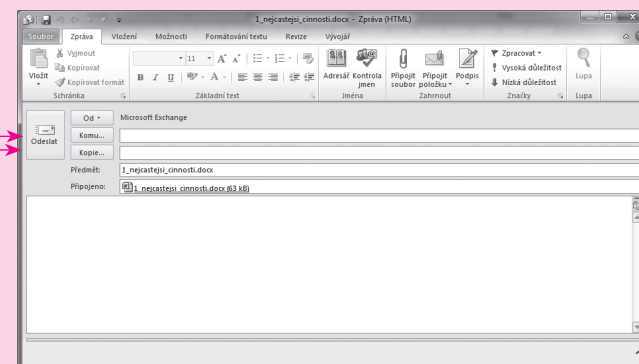 1_nejcastejsi_cinnosti.docx - Zpráva (HTML)
Soubor Zpráva Vložení Možnosti Formátování textu Revize Vývojář
Vložit
Vyjmout
Kopírovat
Kopírovat formát
Schránka
11
A A
B I U A
Základní text
Adresář Kontrola jmen
Jména
Připojit soubor
Připojit položku
Podpis
Zahrnout
Zpracovat
Vysoká důležitost
Nízká důležitost
Značky
Lupa
Lupa
Odeslat
Od Microsoft Exchange
Komu...
Kopie...
Předmět: 1_nejcastejsi_cinnosti.docx
Připojeno: 1_nejcastejsi_cinnosti.docx (63 kB)